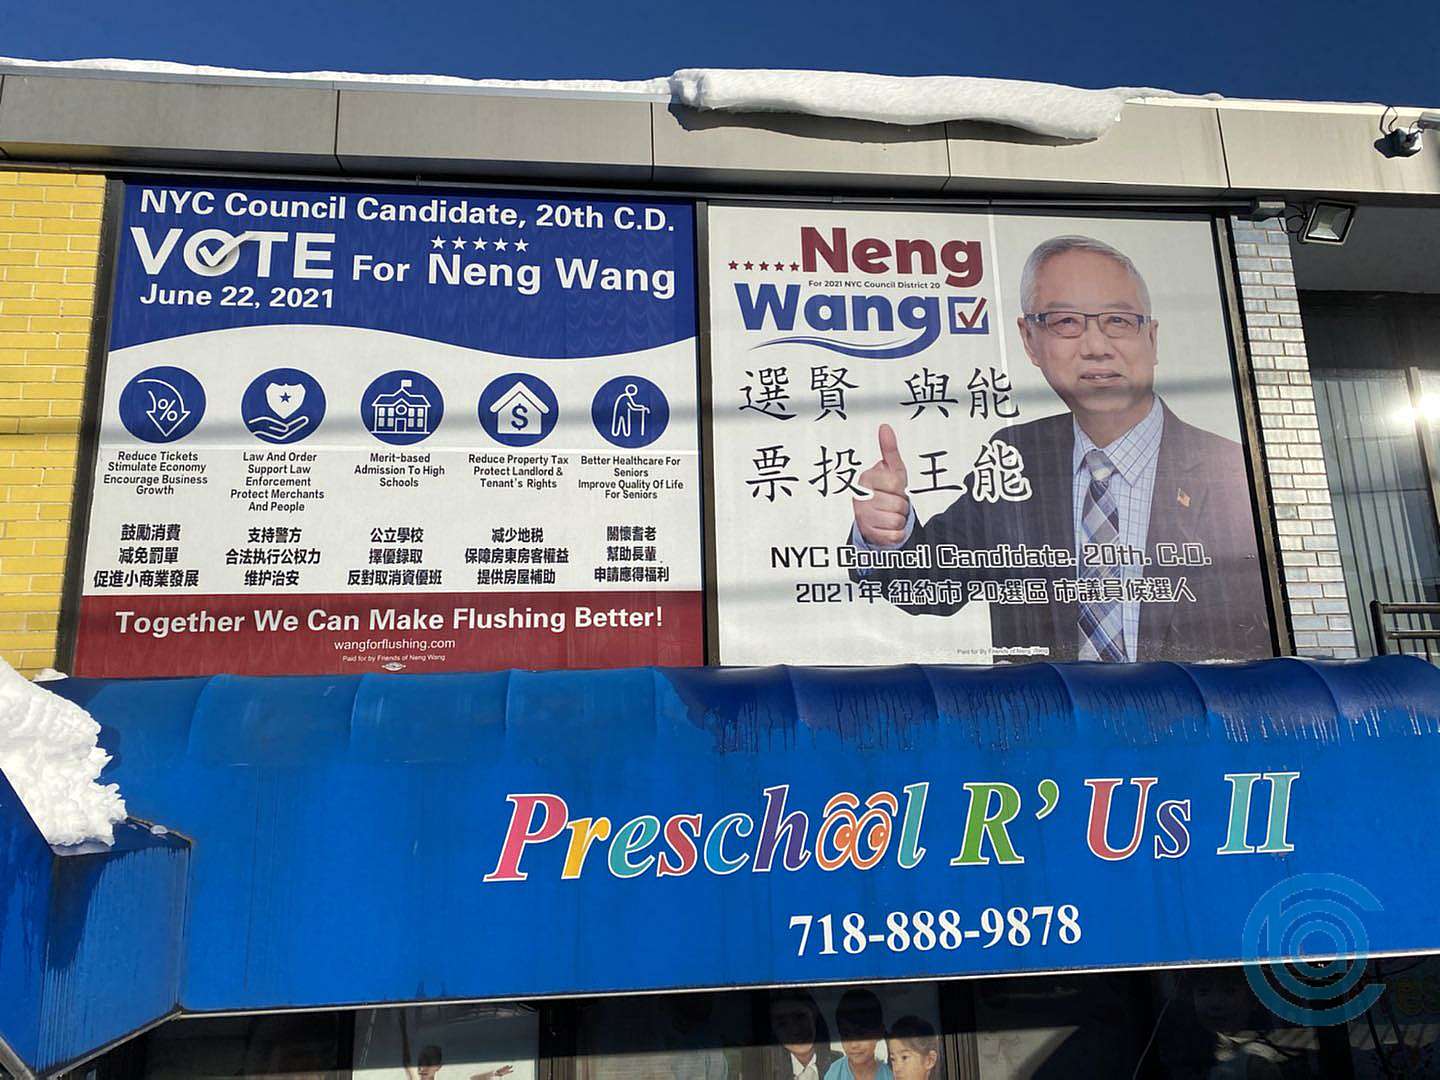 NYC Council Candidate, 20th C.D.
VOTE For Neng Wang
June 22, 2021
Reduce Tickets
Stimulate Economy
Encourage Business
Growth
Law And Order
Support Law
Enforcement
Protect Merchants
And People
Merit-based
Admission To High
Schools
Reduce Property Tax
Protect Landlord &
Tenant's Rights
Better Healthcare For
Seniors
Improve Quality Of Life
For Seniors
鼓勵消費
减免罰單
促進小商業發展
支持警方
合法执行公权力
维护治安
公立學校
擇優録取
反對取消資優班
减少地税
保障房東房客權益
提供房屋補助
關懷耆老
幫助長輩
申請應得福利
Together We Can Make Flushing Better!
wangforflushing.com
Paid for by Friends of Neng Wang
Neng
For 2021 NYC Council District 20
Wang
選賢 與能
票投 王能
NYC Council Candidate. 20th. C.D.
2021年 紐約市 20選區 市議員候選人
Paid for By Friends of Neng Wang
Preschool R' Us II
718-888-9878